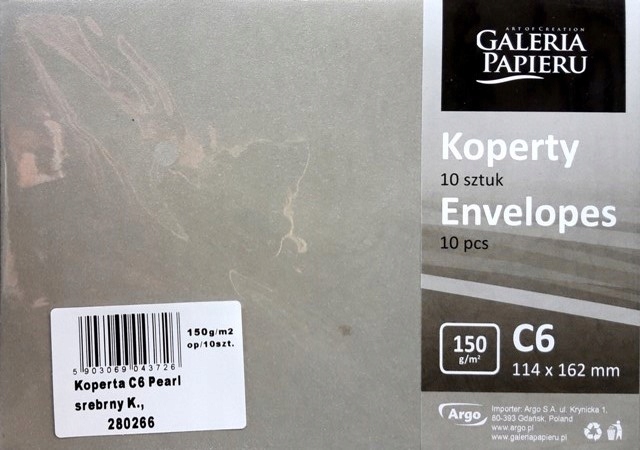 ART OF CREATION
GALERIA
PAPIERU
Koperty
10 sztuk
Envelopes
10 pcs
150
g/m²
C6
114 x 162 mm
Argo
Importer: Argo S.A. ul. Krynicka 1,
80-393 Gdańsk, Poland
www.argo.pl
www.galeriapapieru.pl
150g/m2
op/10szt.
5 903069 043726
Koperta C6 Pearl
srebrny K.,
280266